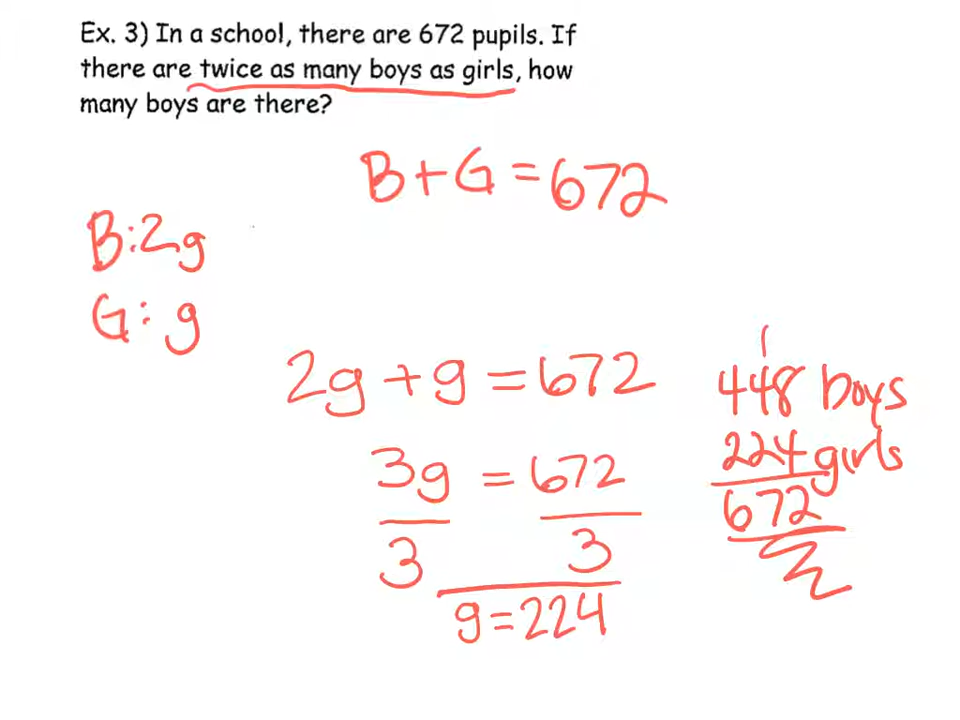 Ex. 3) In a school, there are 672 pupils. If
there are twice as many boys as girls, how
many boys are there?
B+G=672
B:2g
G: g
2g+g=672
3g = 672
3 3
g=224
1
448 boys
224 girls
672